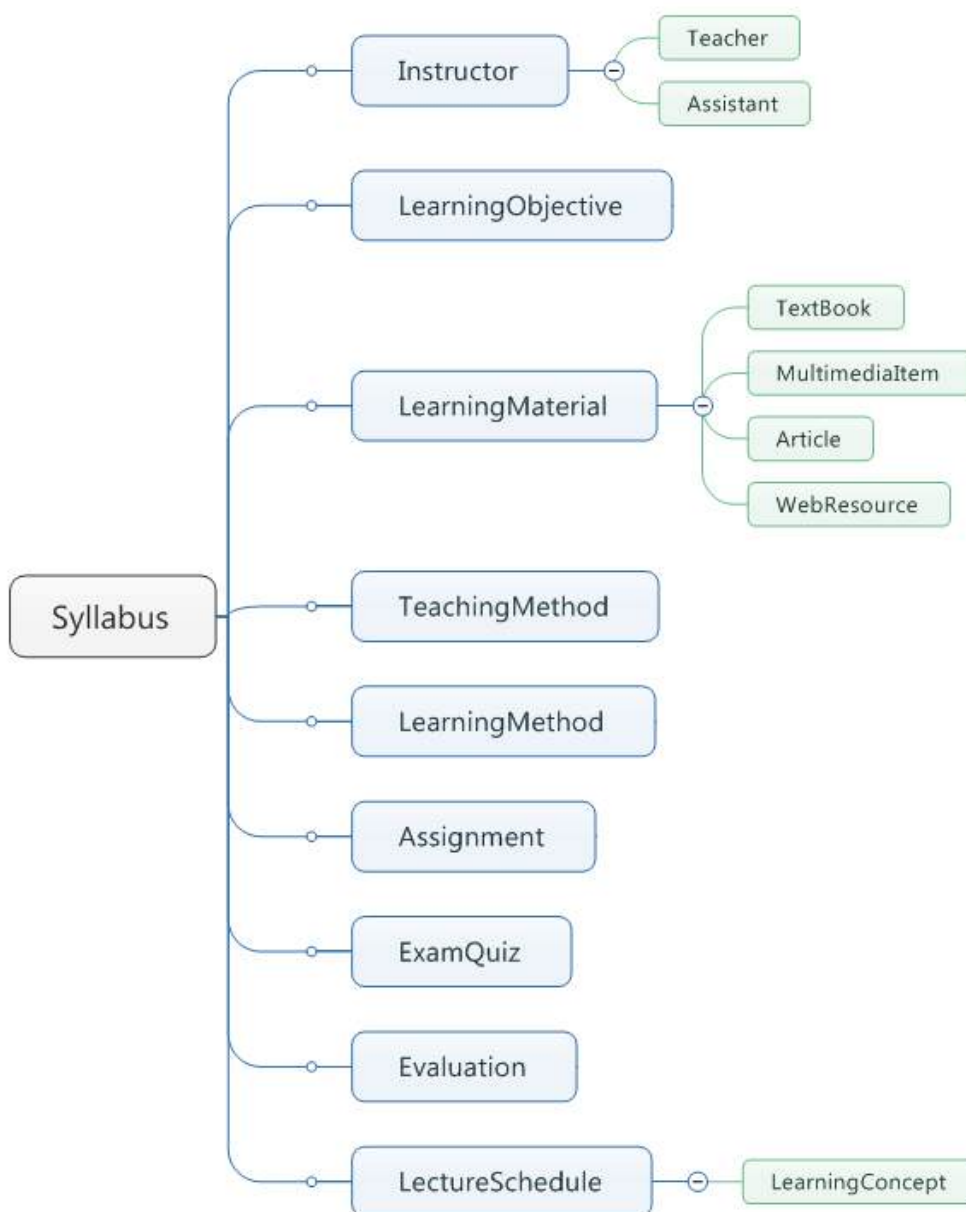 Syllabus
Instructor
Teacher
Assistant
LearningObjective
LearningMaterial
TextBook
MultimediaItem
Article
WebResource
TeachingMethod
LearningMethod
Assignment
ExamQuiz
Evaluation
LectureSchedule
LearningConcept